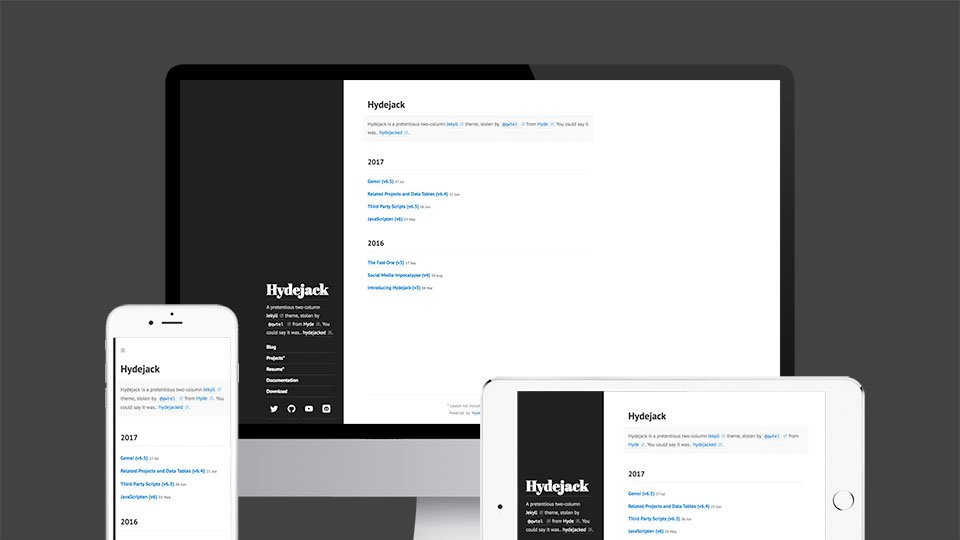 Hydejack
Hydejack is a pretentious two-column Jekyll theme, stolen by @qwtel from Hyde. You could say it
was.. hydejacked.
2017
Gems! (v6.5) 27 Jul
Related Projects and Data Tables (v6.4) 21 Jun
Third Party Scripts (v6.3) 06 Jun
JavaScripten (v6) 03 May
2016
The Fast One (v5) 17 Sep
Social Media Impocalypse (v4) 30 Aug
Introducing Hydejack (v3) 08 Mar
Hydejack
A pretentious two-column
Jekyll theme, stolen by
@qwtel from Hyde. You
could say it was.. hydejacked.
Blog
Projects*
Resume*
Documentation
Download
* Layout not includ
Powered by Hyde
Hydejack
Hydejack is a pretentious two-column Jekyll
theme, stolen by @qwtel from Hyde. You
could say it was.. hydejacked.
2017
Gems! (v6.5) 27 Jul
Related Projects and Data Tables (v6.4) 21 Jun
Third Party Scripts (v6.3) 06 Jun
JavaScripten (v6) 03 May
2016
Hydejack
A pretentious two-column
Jekyll theme, stolen by
@qwtel from Hyde. You
could say it was.. hydejacked.
Hydejack
Hydejack is a pretentious two-column Jekyll theme, stolen by @qwtel from
Hyde. You could say it was.. hydejacked.
2017
Gems! (v6.5) 27 Jul
Related Projects and Data Tables (v6.4) 21 Jun
Third Party Scripts (v6.3) 06 Jun
JavaScripten (v6) 03 May